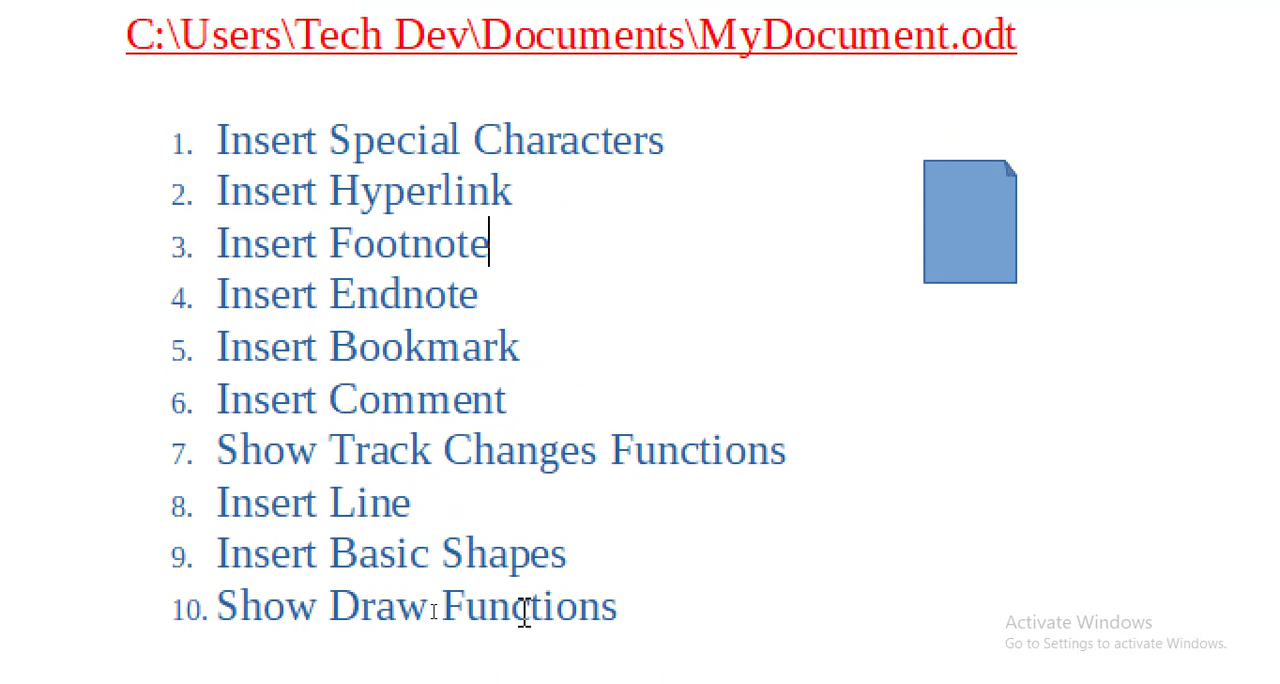 C:\Users\Tech Dev\Documents\MyDocument.odt
1. Insert Special Characters
2. Insert Hyperlink
3. Insert Footnote
4. Insert Endnote
5. Insert Bookmark
6. Insert Comment
7. Show Track Changes Functions
8. Insert Line
9. Insert Basic Shapes
10. Show Draw Functions
Activate Windows
Go to Settings to activate Windows.